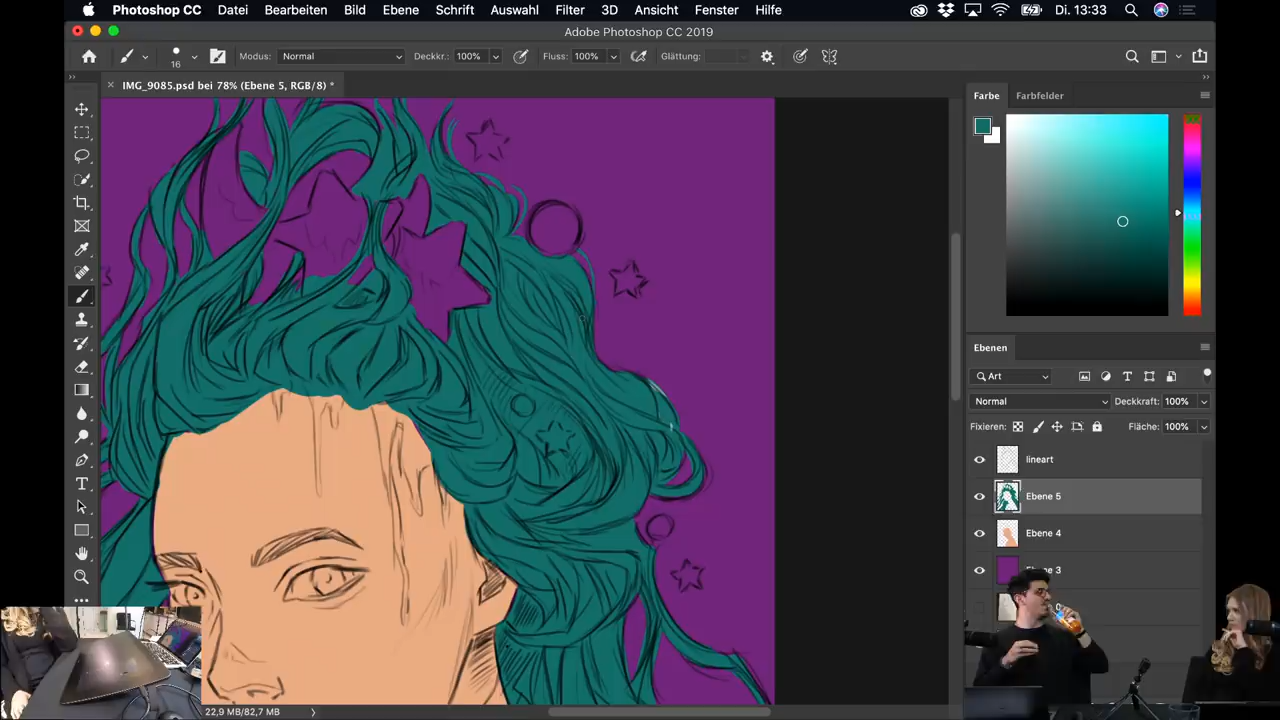 Photoshop CC Datei Bearbeiten Bild Ebene Schrift Auswahl Filter 3D Ansicht Fenster Hilfe Di. 13:33
Adobe Photoshop CC 2019
16 Modus: Normal Deckkr.: 100% Fluss: 100% Glättung:
IMG_9085.psd bei 78% (Ebene 5, RGB/8) *
Farbe Farbfelder
Ebenen
Art
Normal Deckkraft: 100%
Fixieren: Fläche: 100%
lineart
Ebene 5
Ebene 4
22,9 MB/82,7 MB